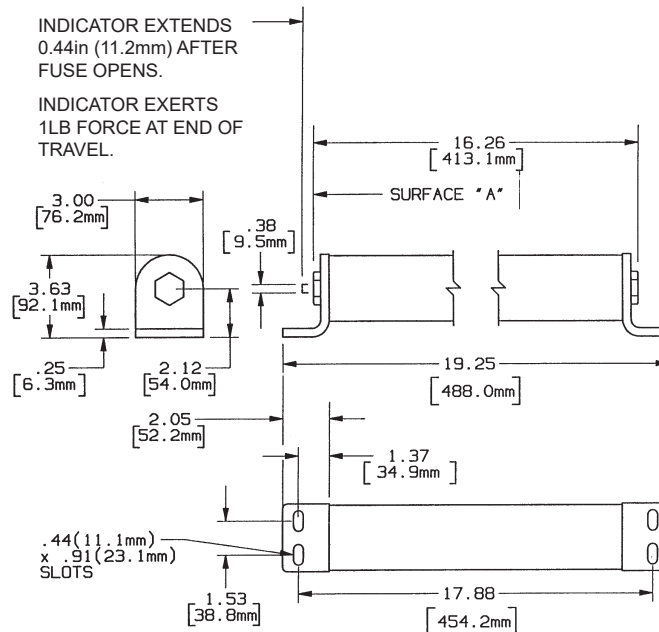 INDICATOR EXTENDS
0.44in (11.2mm) AFTER
FUSE OPENS.
INDICATOR EXERTS
1LB FORCE AT END OF
TRAVEL.
16.26
[413.1mm]
SURFACE "A"
3.00
[76.2mm]
.38
[9.5mm]
3.63
[92.1mm]
.25
[6.3mm]
2.12
[54.0mm]
19.25
[488.0mm]
2.05
[52.2mm]
1.37
[34.9mm]
.44(11.1mm)
x .91(23.1mm)
SLOTS
1.53
[38.8mm]
17.88
[454.2mm]